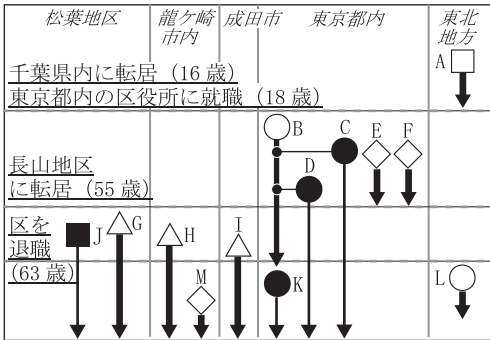 松葉地区 龍ケ崎市内 成田市 東京都内 東北地方
A
千葉県内に転居（16歳）
東京都内の区役所に就職（18歳）
B C E F
長山地区
に転居（55歳）
D
区を
退職
（63歳）
J G H I
M K L